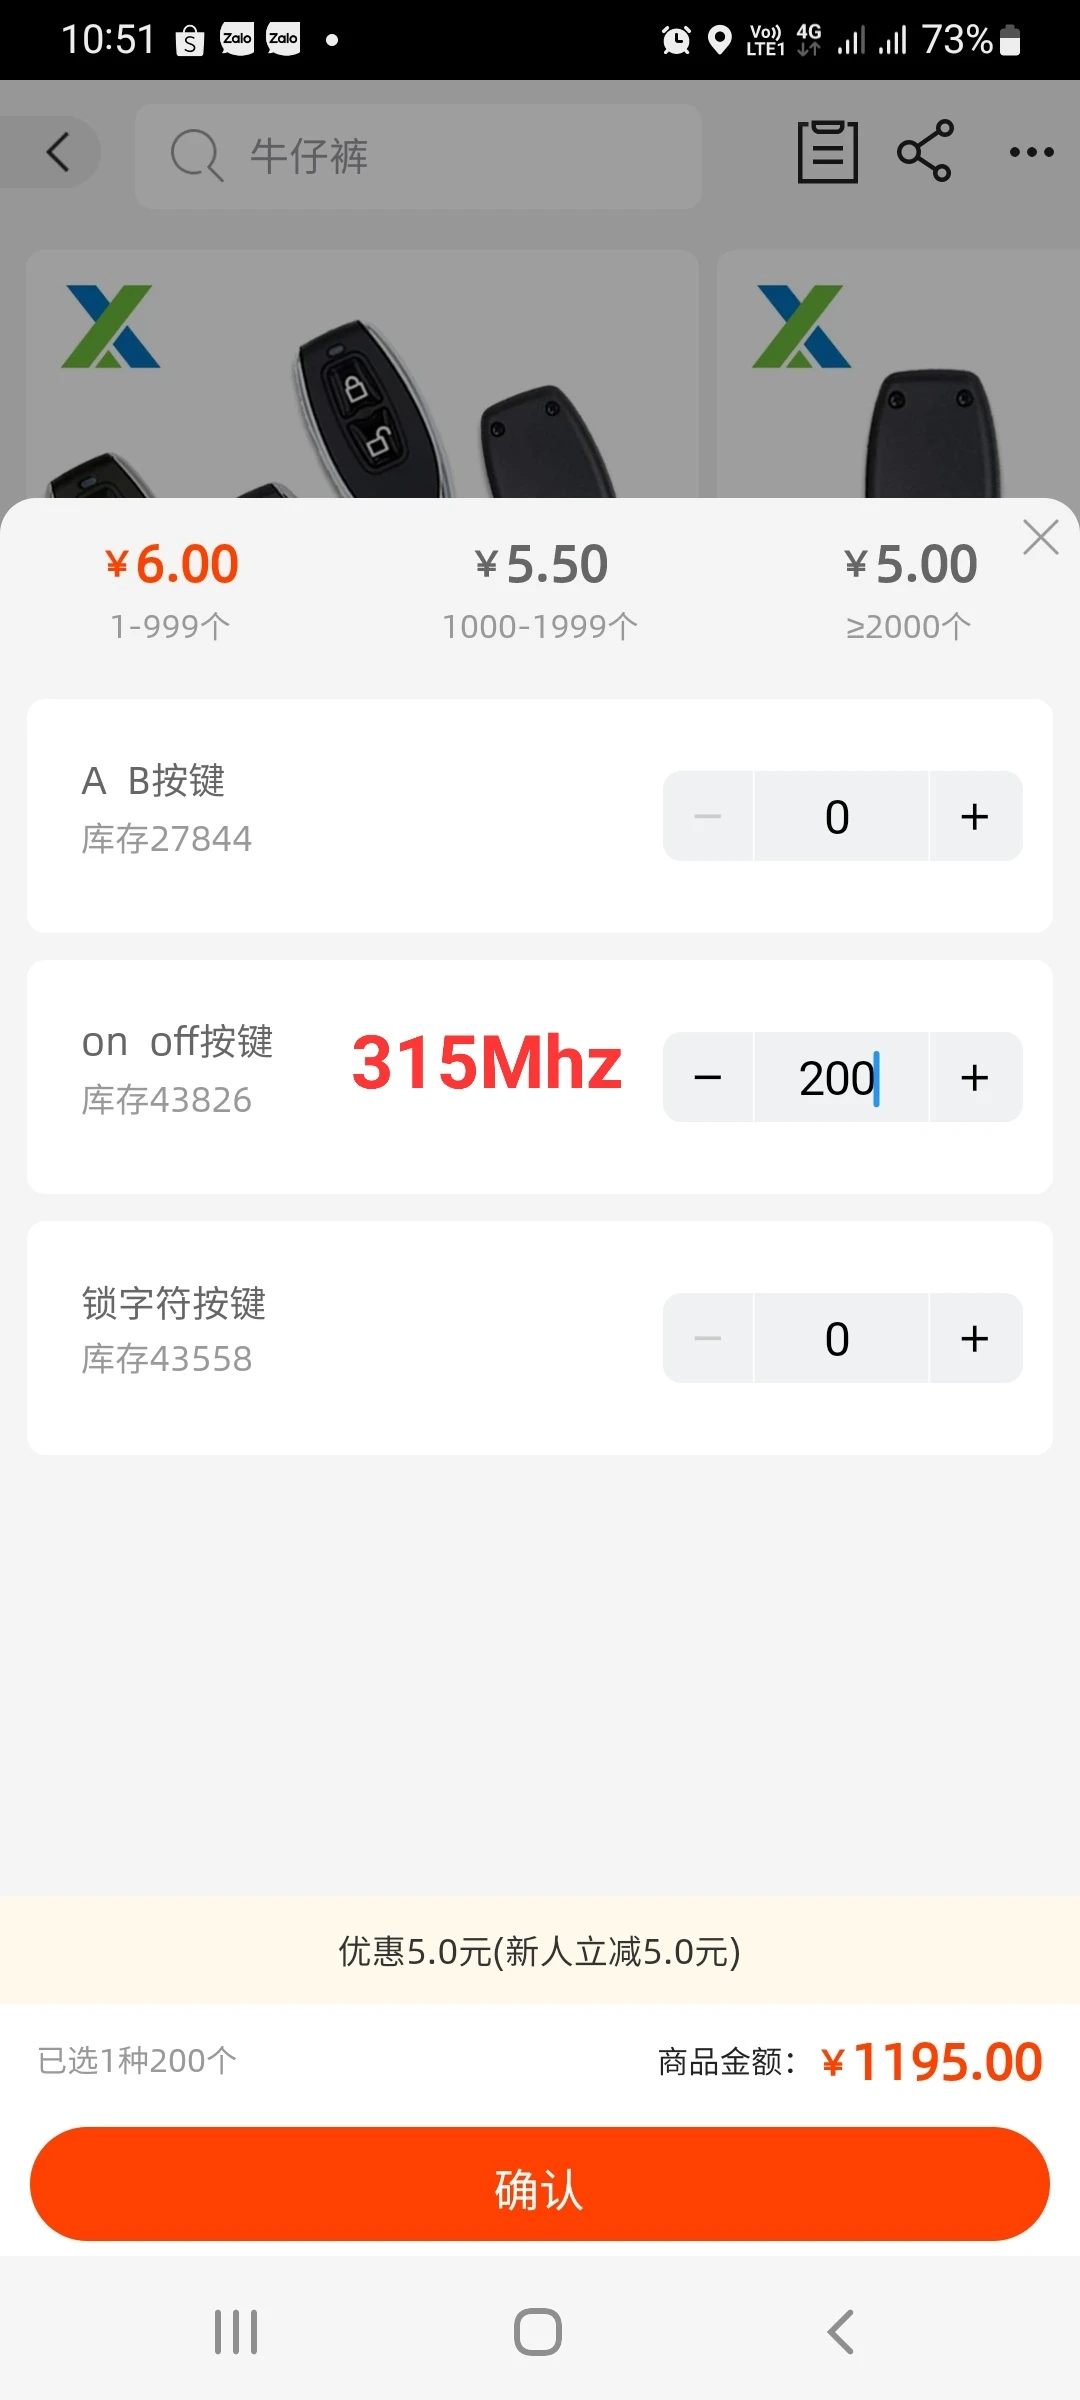 10:51 S Zalo Zalo Vo)) LTE1 4G 73%
牛仔裤
¥6.00 ¥5.50 ¥5.00
1-999个 1000-1999个 ≥2000个
A B按键
库存27844
0
on off按键
库存43826
315Mhz
200
锁字符按键
库存43558
0
优惠5.0元(新人立减5.0元)
已选1种200个 商品金额: ¥1195.00
确认